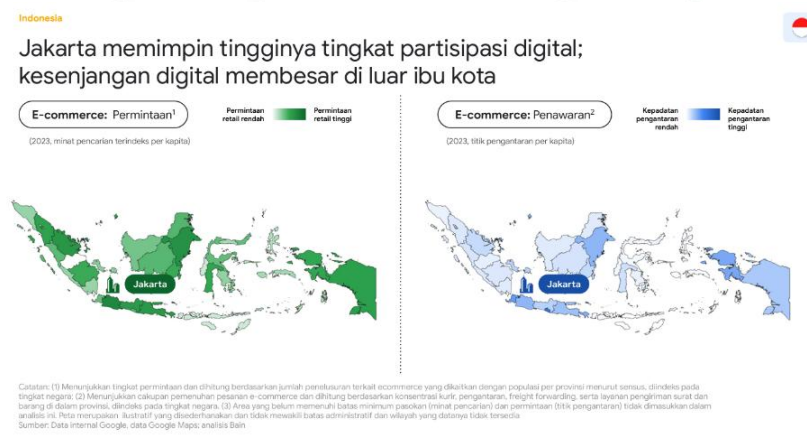 Indonesia
Jakarta memimpin tingginya tingkat partisipasi digital;
kesenjangan digital membesar di luar ibu kota
E-commerce: Permintaan¹
Permintaan retail rendah
Permintaan retail tinggi
(2023, minat pencarian terindeks per kapita)
Jakarta
E-commerce: Penawaran²
Kepadatan pengantaran rendah
Kepadatan pengantaran tinggi
(2023, titik pengantaran per kapita)
Jakarta
Catatan: (1) Menunjukkan tingkat permintaan dan dihitung berdasarkan jumlah penelusuran terkait ecommerce yang dikaitkan dengan populasi per provinsi menurut sensus, diindeks pada
tingkat negara; (2) Menunjukkan cakupan pemenuhan pesanan e-commerce dan dihitung berdasarkan konsentrasi kurir, pengantaran, freight forwarding, serta layanan pengiriman surat dan
barang di dalam provinsi, diindeks pada tingkat negara. (3) Area yang belum memenuhi batas minimum pasokan (minat pencarian) dan permintaan (titik pengantaran) tidak dimasukkan dalam
analisis ini. Peta merupakan ilustratif yang disederhanakan dan tidak mewakili batas administratif dan wilayah yang datanya tidak tersedia
Sumber: Data internal Google, data Google Maps; analisis Bain